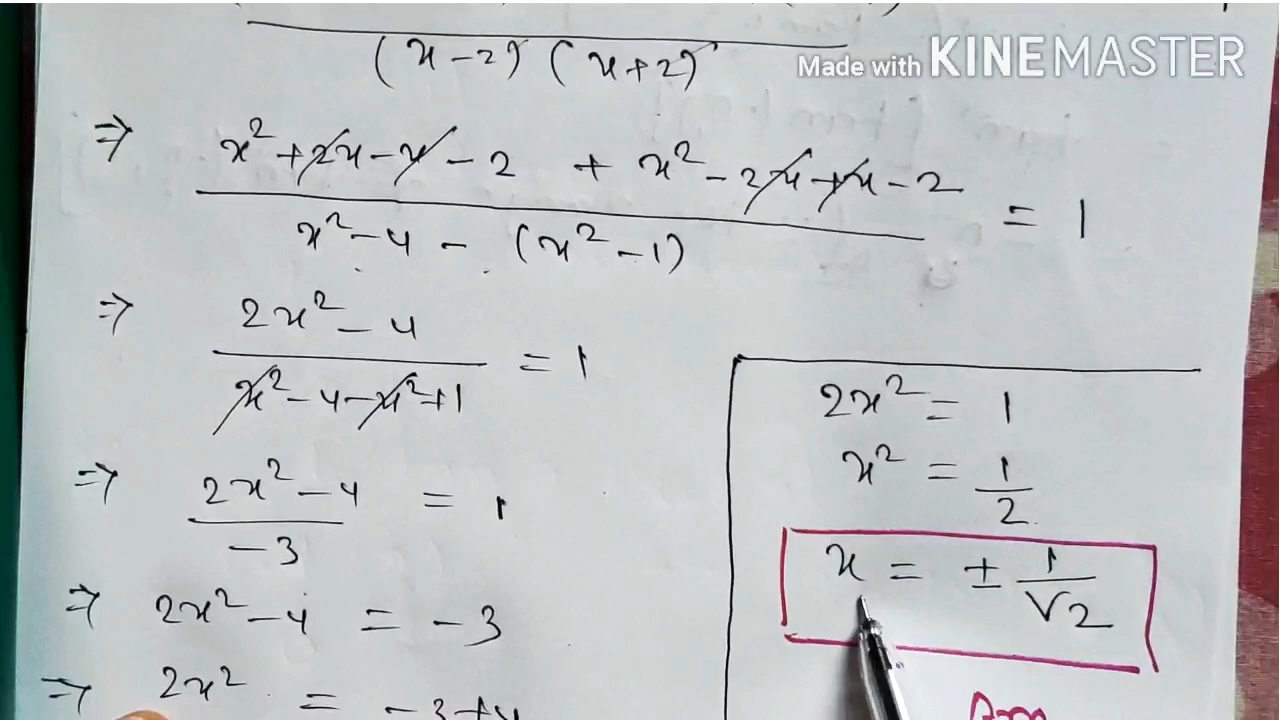 (x-2) (x+2)
Made with KINEMASTER
⇒ x² + 2x - x - 2 + x² - 2x + x - 2 / x² - 4 - (x² - 1) = 1
⇒ 2x² - 4 / x² - 4 - x² + 1 = 1
⇒ 2x² - 4 / -3 = 1
⇒ 2x² - 4 = -3
⇒ 2x² = -3+4
2x² = 1
x² = 1/2
x = ± 1/√2
Ans